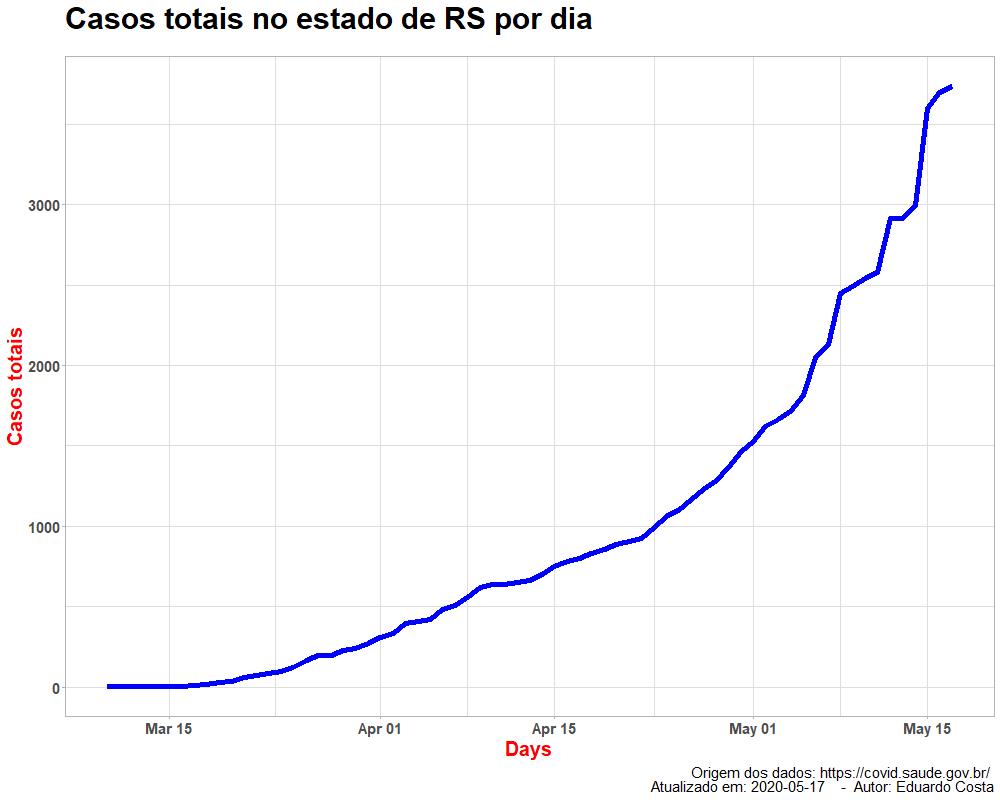 Casos totais no estado de RS por dia
Casos totais
3000
2000
1000
0
Mar 15
Apr 01
Apr 15
May 01
May 15
Days
Origem dos dados: https://covid.saude.gov.br/
Atualizado em: 2020-05-17 - Autor: Eduardo Costa